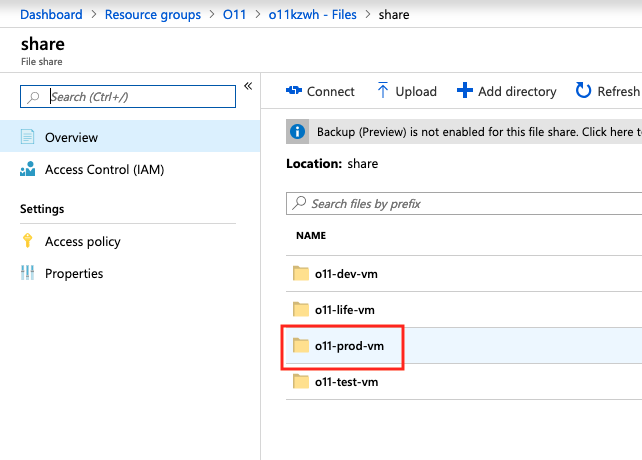 Dashboard > Resource groups > O11 > o11kzwh - Files > share
share
File share
Search (Ctrl+/)
«
Overview
Access Control (IAM)
Settings
Access policy
Properties
Connect
Upload
Add directory
Refresh
Backup (Preview) is not enabled for this file share. Click here to
Location: share
Search files by prefix
NAME
o11-dev-vm
o11-life-vm
o11-prod-vm
o11-test-vm